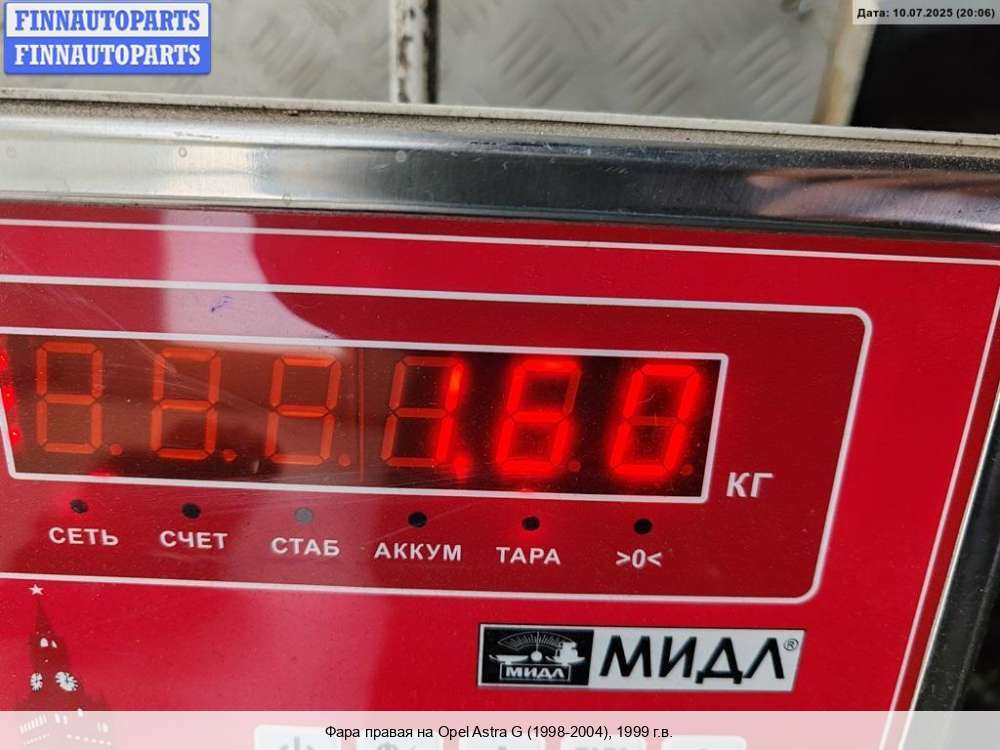 FINNAUTOPARTS
FINNAUTOPARTS
Дата: 10.07.2025 (20:06)
1.60
КГ
СЕТЬ СЧЕТ СТАБ АККУМ ТАРА >0<
МИДЛ МИДЛ®
Фара правая на Opel Astra G (1998-2004), 1999 г.в.